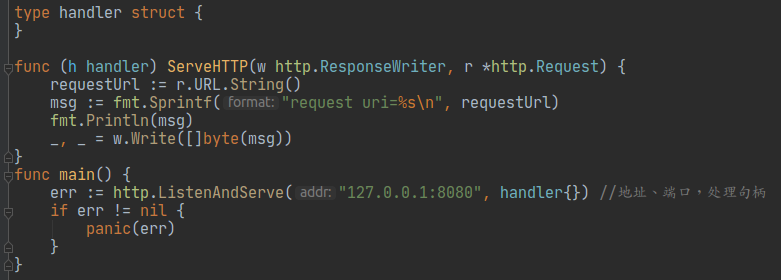 type handler struct {
}
func (h handler) ServeHTTP(w http.ResponseWriter, r *http.Request) {
requestUrl := r.URL.String()
msg := fmt.Sprintf( format: "request uri=%s\n", requestUrl)
fmt.Println(msg)
_, _ = w.Write([]byte(msg))
}
func main() {
err := http.ListenAndServe( addr: "127.0.0.1:8080", handler{}) //地址、端口，处理句柄
if err != nil {
panic(err)
}
}